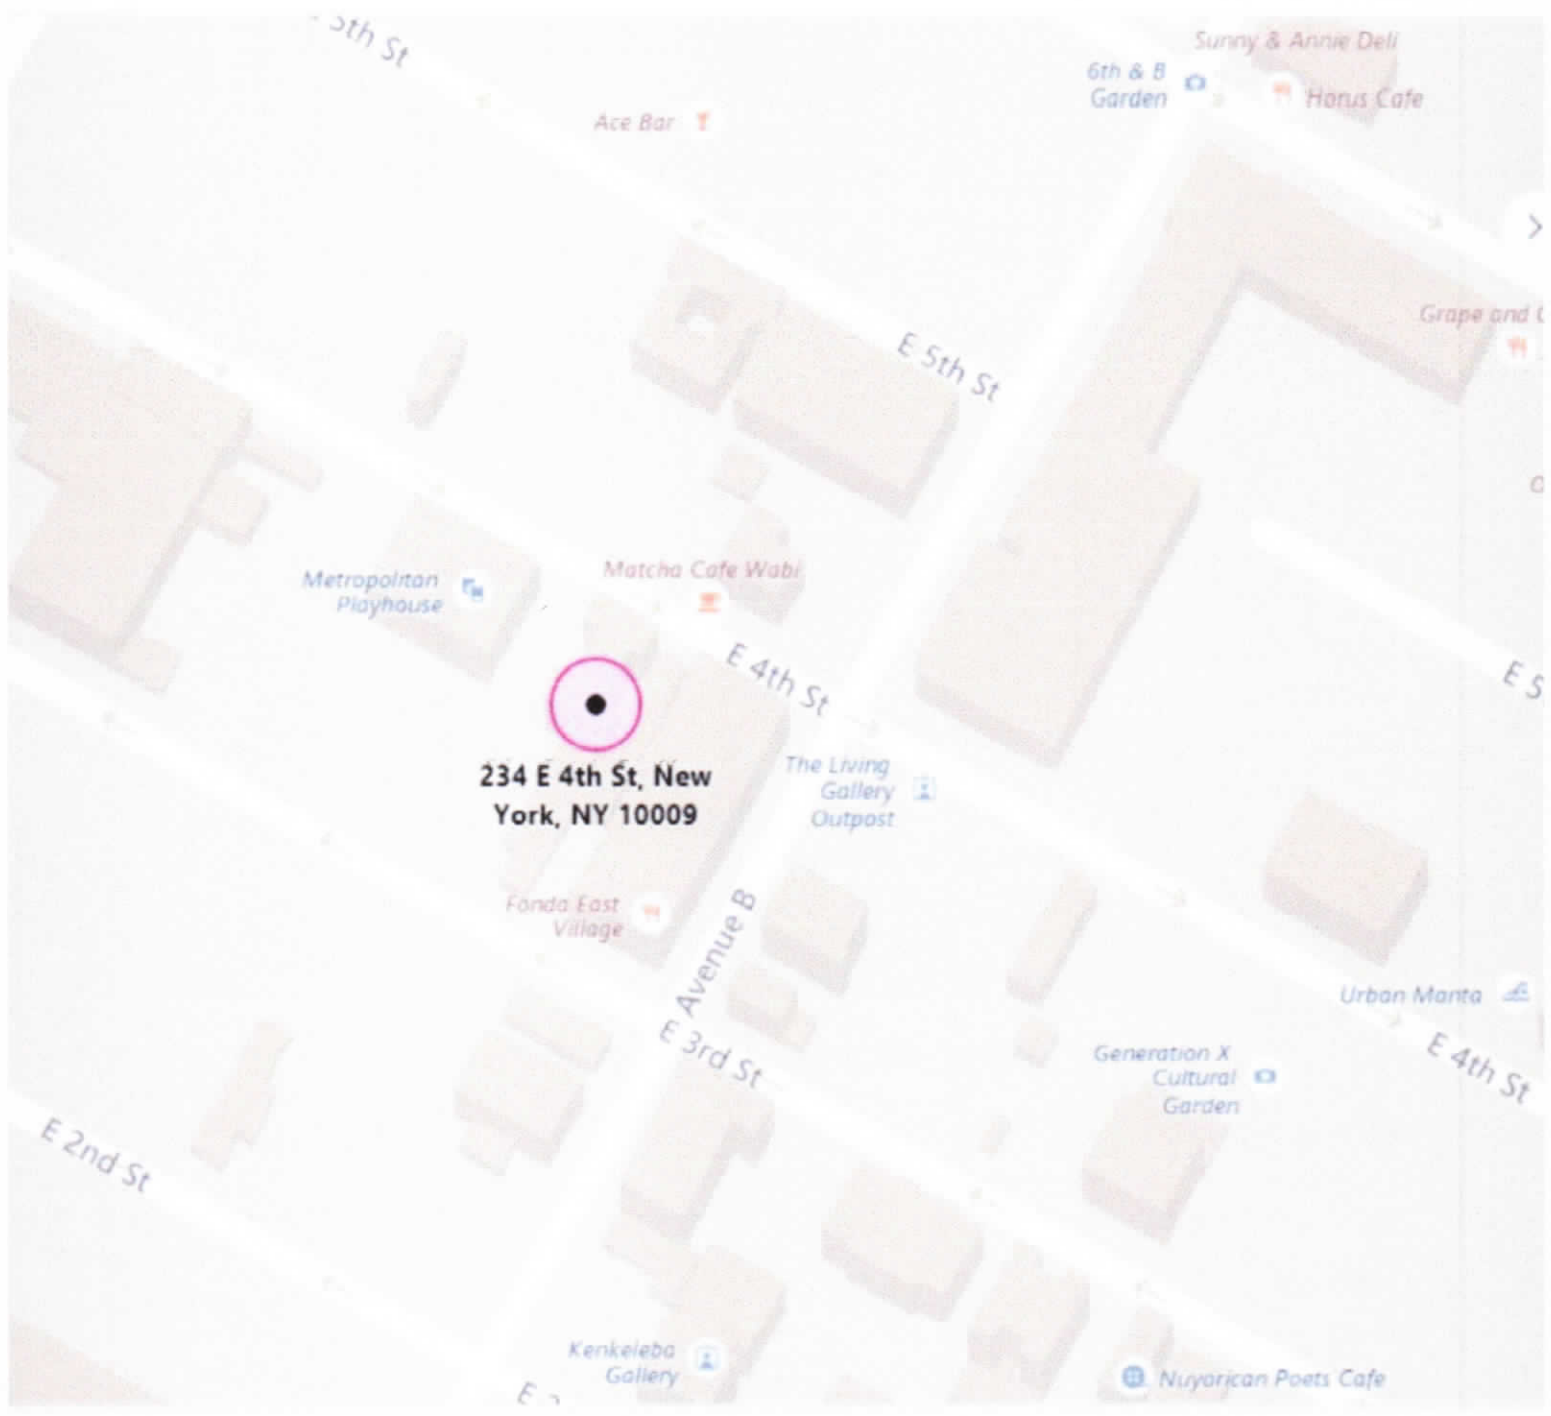 5th St
Sunny & Annie Deli
6th & B
Garden
Horus Cafe
Ace Bar
Grape and
E 5th St
Metropolitan
Playhouse
Matcha Cafe Wabi
E 4th St
E 5
234 E 4th St, New
York, NY 10009
The Living
Gallery
Outpost
Fonda East
Village
Avenue B
E 3rd St
Urban Manta
E 4th St
Generation X
Cultural
Garden
E 2nd St
Kenkeleba
Gallery
Nuyorican Poets Cafe
E